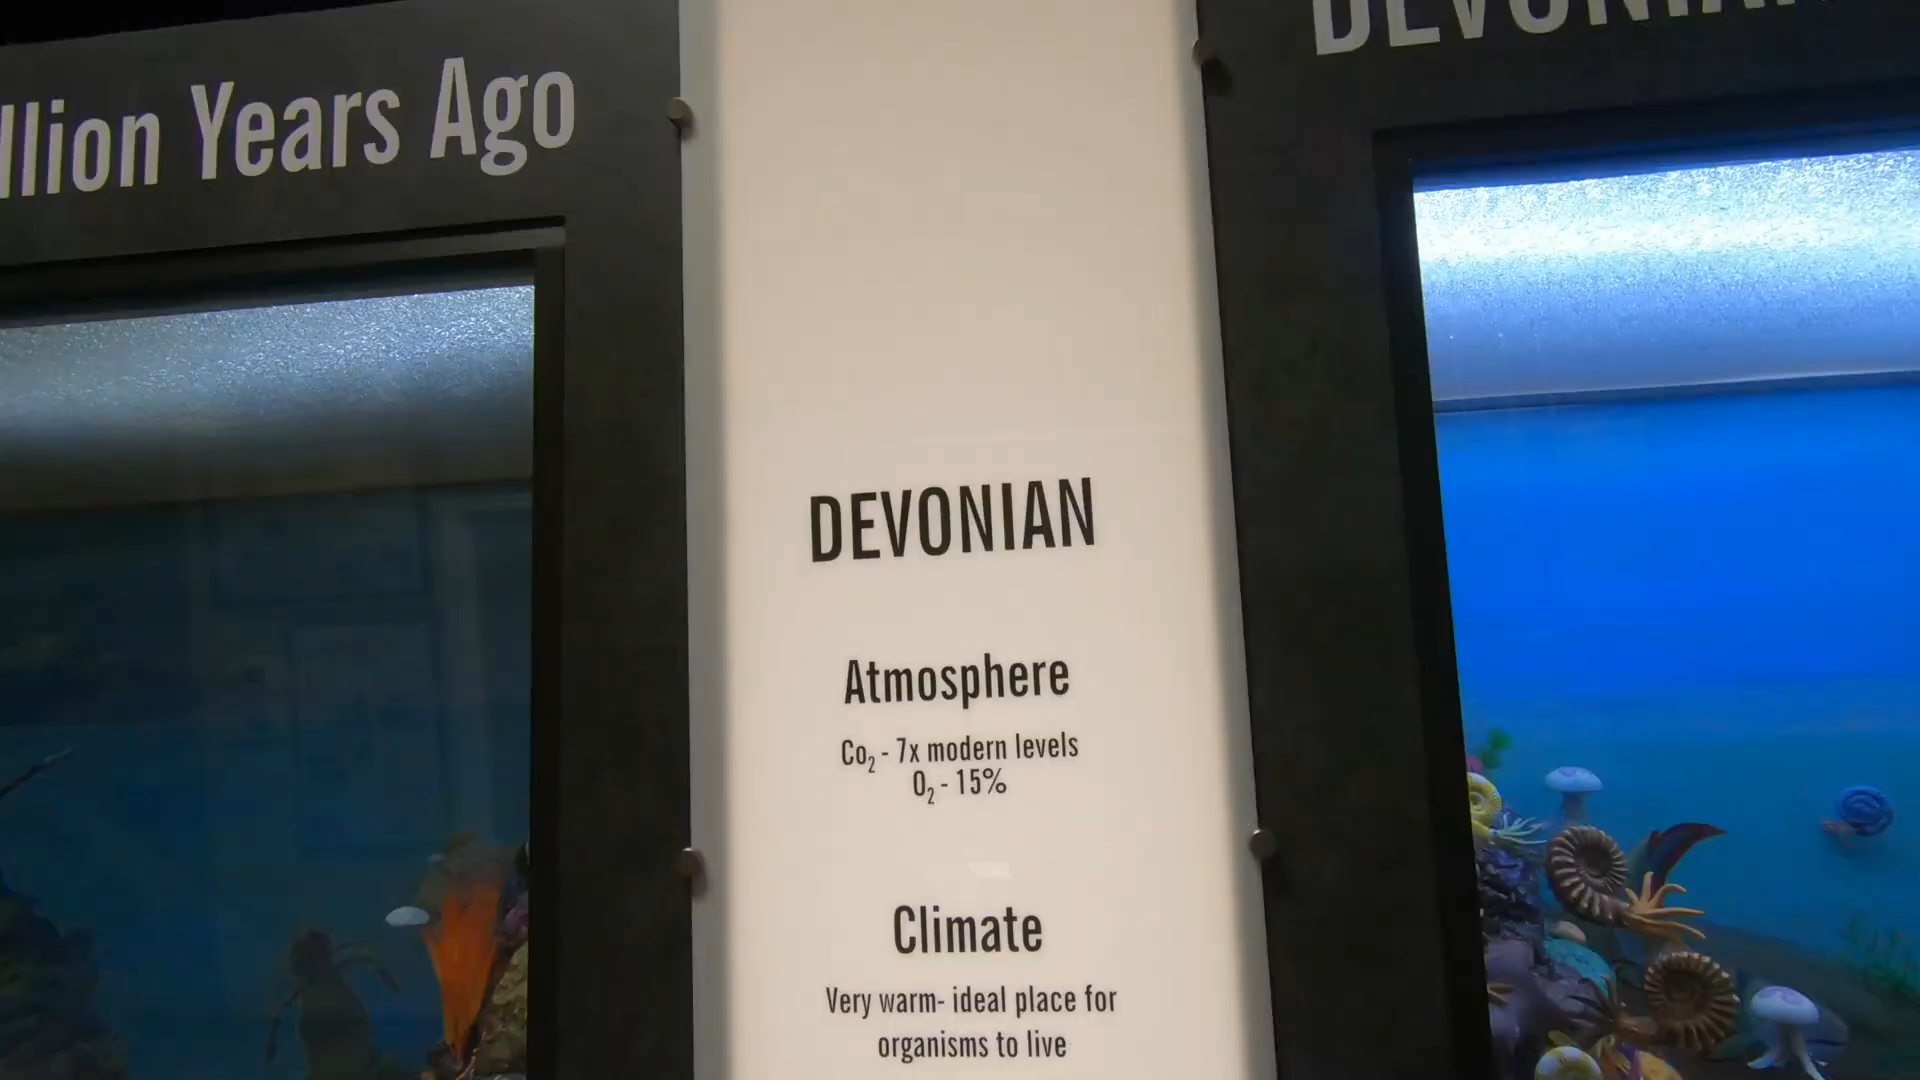 Years Ago
DEVONIAN
DEVONIAN
Atmosphere
Co₂ - 7x modern levels
O₂ - 15%
Climate
Very warm- ideal place for
organisms to live